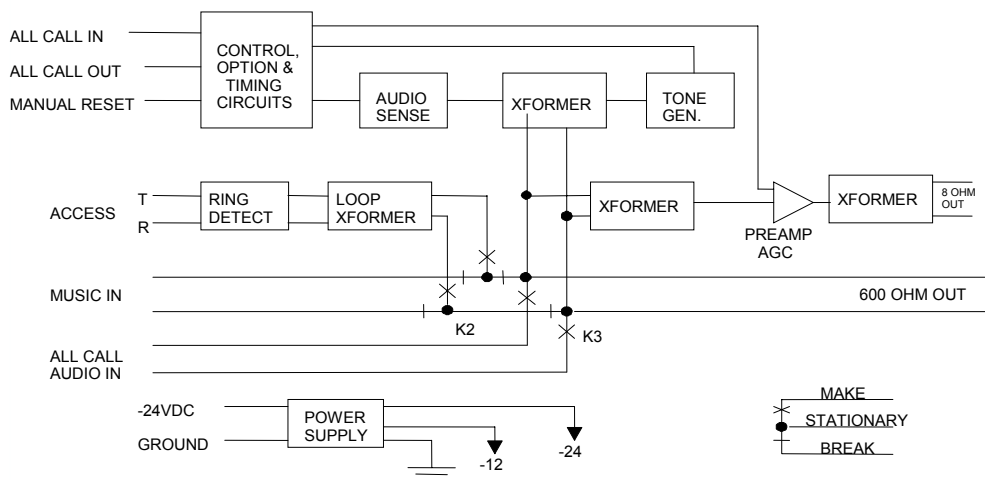 ALL CALL IN
ALL CALL OUT
MANUAL RESET
CONTROL,
OPTION &
TIMING
CIRCUITS
AUDIO
SENSE
XFORMER
TONE
GEN.
ACCESS
T
R
RING
DETECT
LOOP
XFORMER
XFORMER
PREAMP
AGC
XFORMER
8 OHM
OUT
MUSIC IN
600 OHM OUT
K2
K3
ALL CALL
AUDIO IN
-24VDC
GROUND
POWER
SUPPLY
-12
-24
MAKE
STATIONARY
BREAK